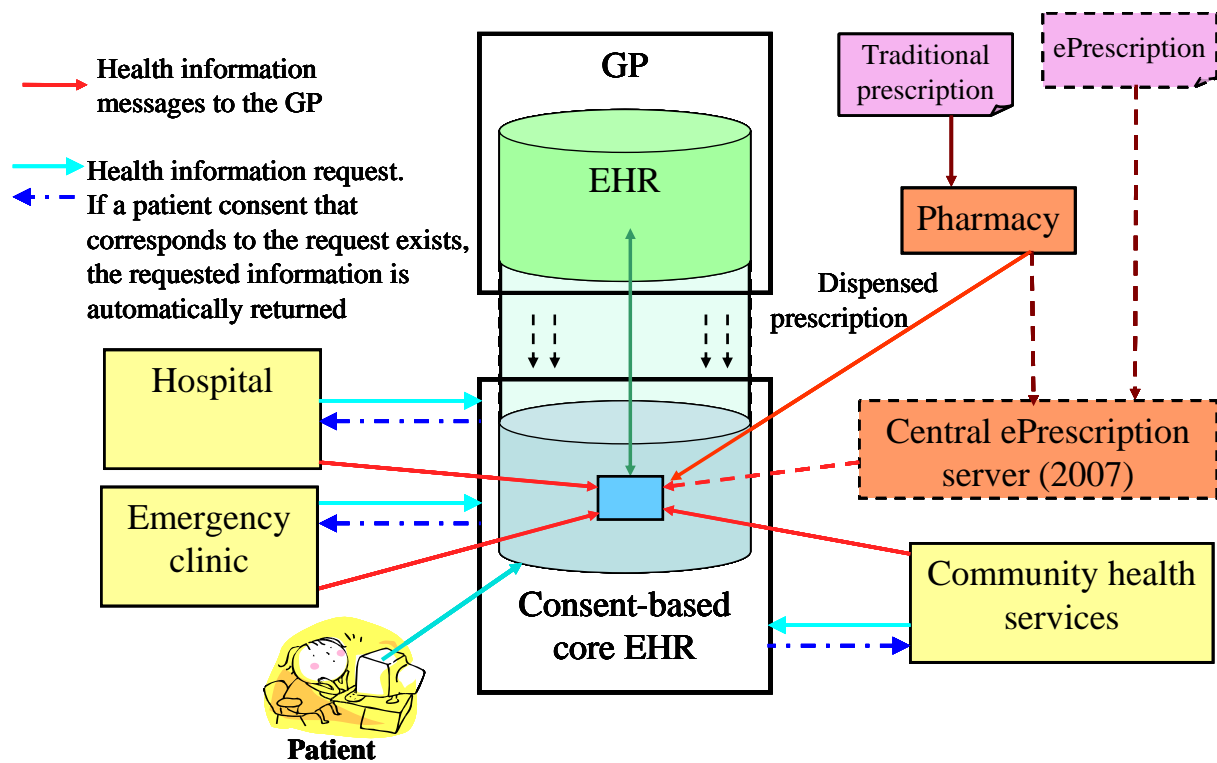 Health information
messages to the GP
Health information request.
If a patient consent that
corresponds to the request exists,
the requested information is
automatically returned
GP
EHR
Traditional
prescription
ePrescription
Pharmacy
Dispensed
prescription
Hospital
Emergency
clinic
Central ePrescription
server (2007)
Community health
services
Consent-based
core EHR
Patient